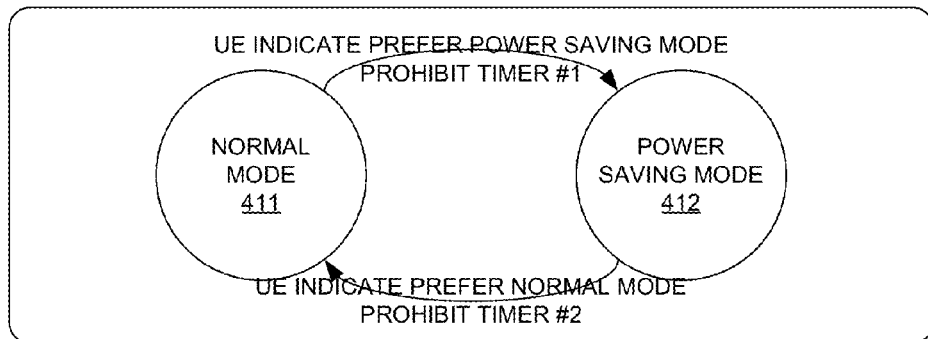 UE INDICATE PREFER POWER SAVING MODE
PROHIBIT TIMER #1
NORMAL
MODE
411
POWER
SAVING MODE
412
UE INDICATE PREFER NORMAL MODE
PROHIBIT TIMER #2